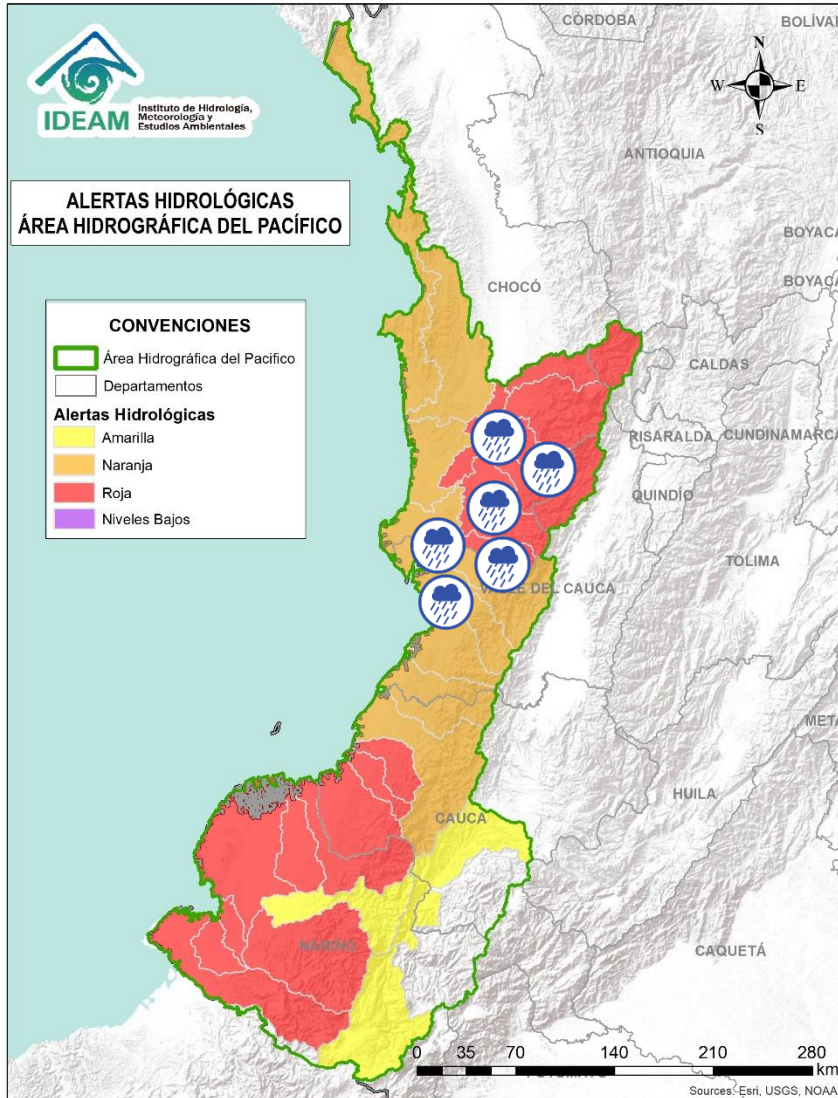 CÓRDOBA
BOLÍVAR
N
W
E
S
IDEAM
Instituto de Hidrología,
Meteorología y
Estudios Ambientales
ANTIOQUIA
ALERTAS HIDROLÓGICAS
ÁREA HIDROGRÁFICA DEL PACÍFICO
BOYACÁ
BOYACÁ
CHOCÓ
CONVENCIONES
Área Hidrográfica del Pacifico
Departamentos
Alertas Hidrológicas
Amarilla
Naranja
Roja
Niveles Bajos
CALDAS
RISARALDA
CUNDINAMARCA
QUINDÍO
TOLIMA
VALLE DEL CAUCA
META
HUILA
CAUCA
NARIÑO
CAQUETÁ
0 35 70 140 210 280
km
Sources: Esri, USGS, NOAA